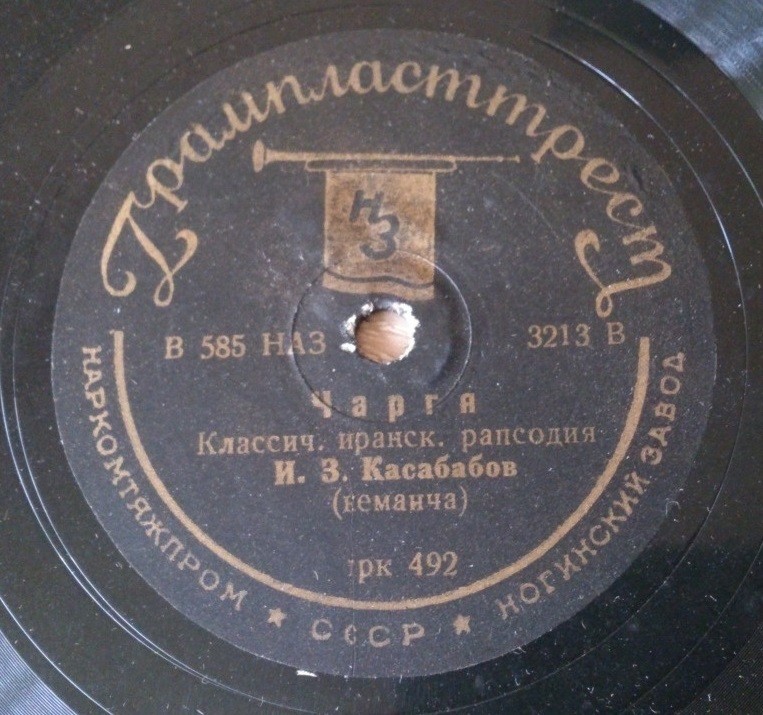 Грампласттрест
НЗ
В 585 НАЗ 3213 В
Чаргя
Классич. иранск. рапсодия
И. З. Касабабов
(кеманча)
грк 492
НАРКОМТЯЖПРОМ ★ СССР ★ НОГИНСКИЙ ЗАВОД